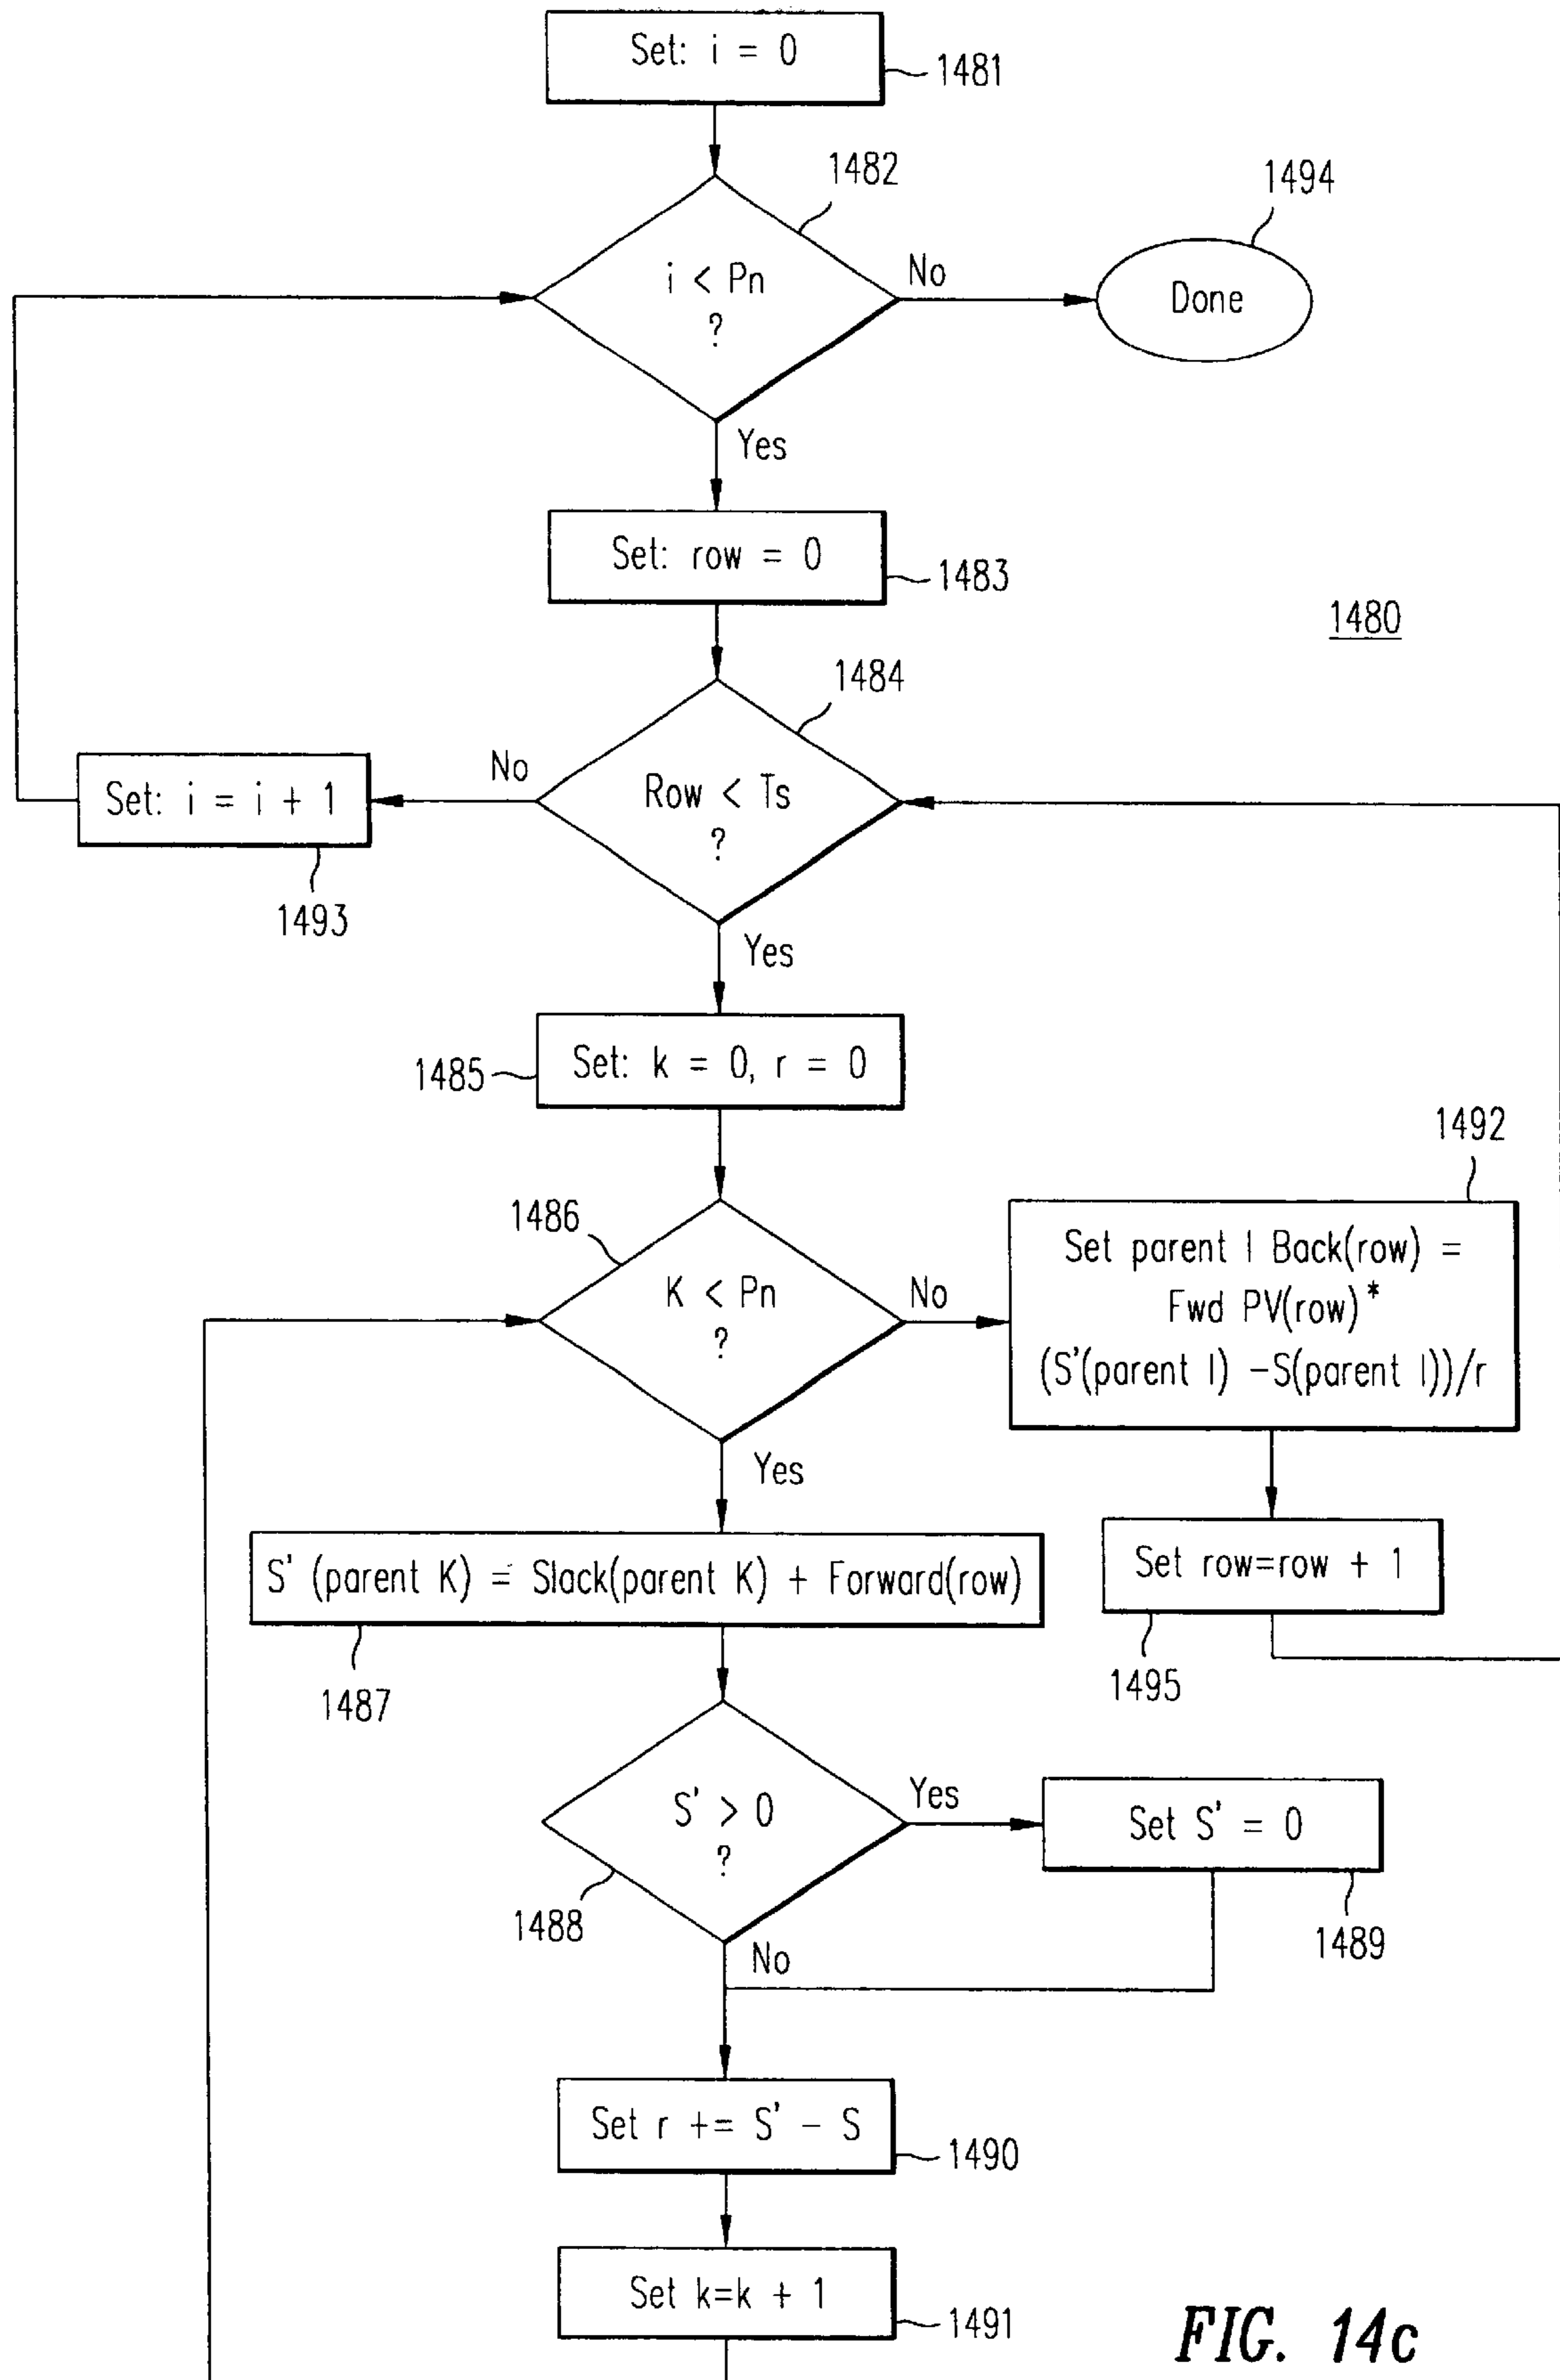 Set: i = 0
1481
1482
i < Pn
?
No
1494
Done
Yes
Set: row = 0
1483
1480
1484
Row < Ts
?
No
Set: i = i + 1
1493
Yes
Set: k = 0, r = 0
1485
1486
K < Pn
?
No
1492
Set parent I Back(row) =
Fwd PV(row)*
(S'(parent I) -S(parent I))/r
Yes
Set row=row + 1
1495
S' (parent K) = Slack(parent K) + Forward(row)
1487
S' > 0
?
1488
Yes
Set S' = 0
1489
No
Set r += S' - S
1490
Set k=k + 1
1491
FIG. 14c